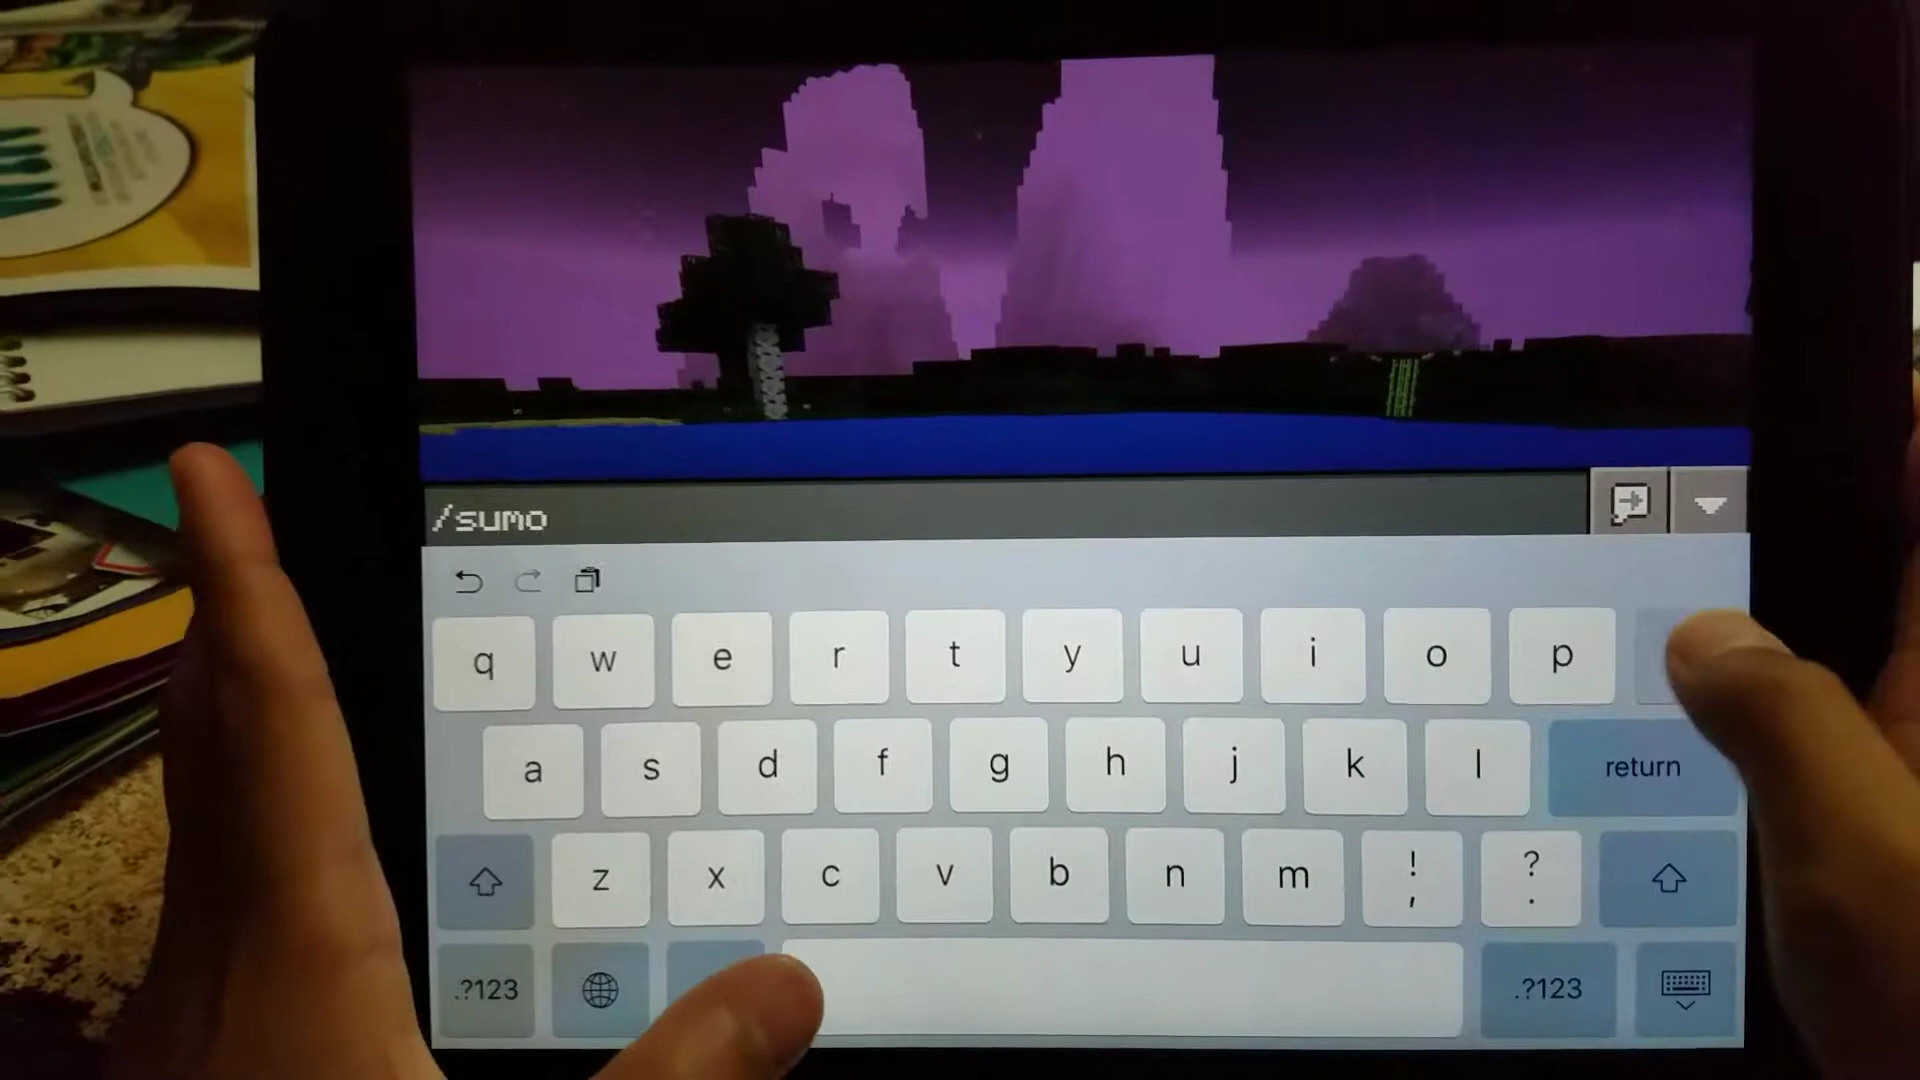 /sumo
q w e r t y u i o p
a s d f g h j k l return
z x c v b n m ! , ? .
.?123 .?123